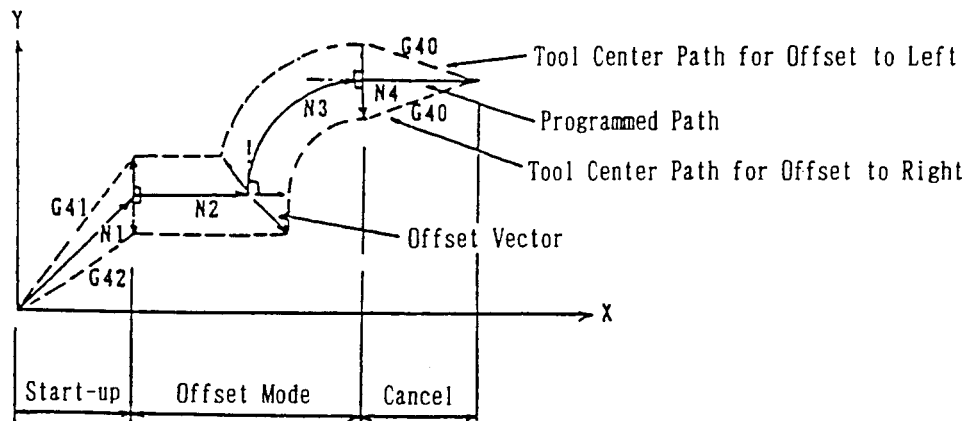 Y
G40
Tool Center Path for Offset to Left
N3
N4
G40
Programmed Path
Tool Center Path for Offset to Right
G41
N2
N1
Offset Vector
G42
X
Start-up
Offset Mode
Cancel